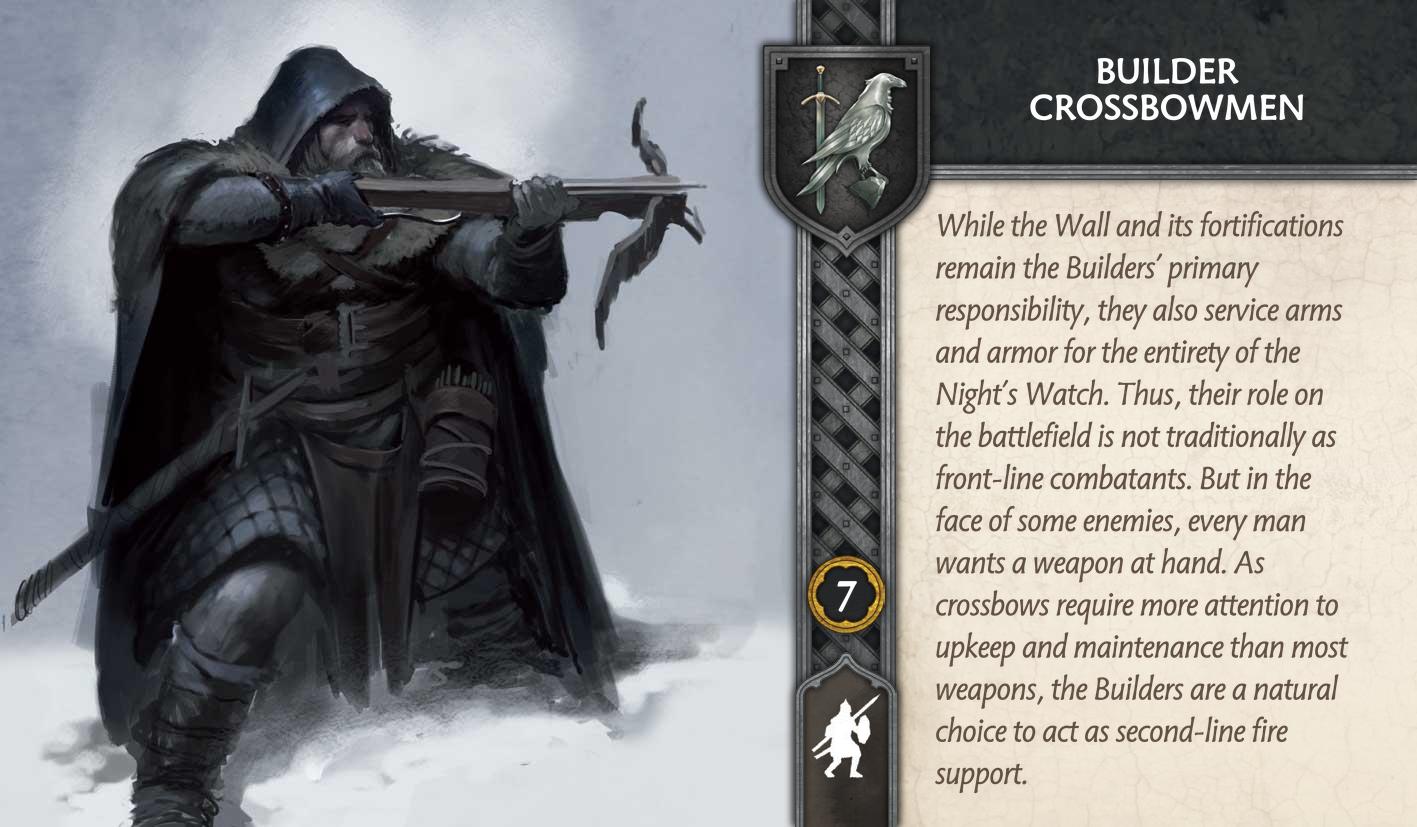 BUILDER
CROSSBOWMEN
While the Wall and its fortifications
remain the Builders' primary
responsibility, they also service arms
and armor for the entirety of the
Night's Watch. Thus, their role on
the battlefield is not traditionally as
front-line combatants. But in the
face of some enemies, every man
wants a weapon at hand. As
crossbows require more attention to
upkeep and maintenance than most
weapons, the Builders are a natural
choice to act as second-line fire
support.
7